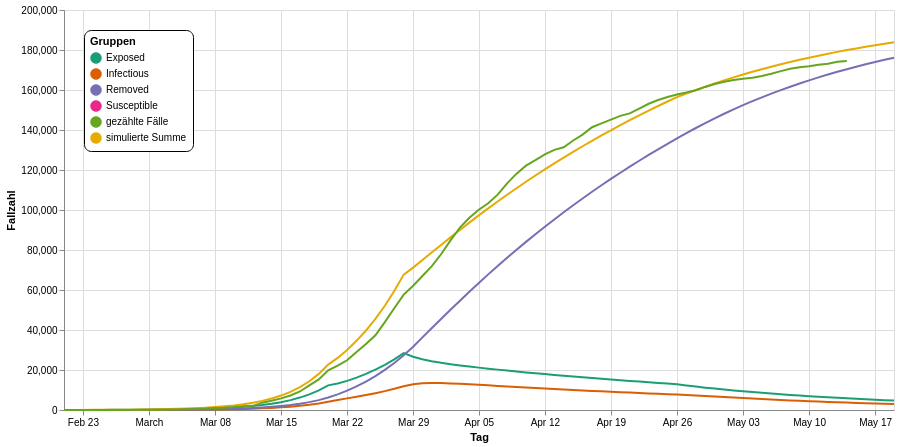 200,000
180,000
160,000
140,000
120,000
100,000
80,000
60,000
40,000
20,000
0
Fallzahl
Gruppen
Exposed
Infectious
Removed
Susceptible
gezählte Fälle
simulierte Summe
Feb 23 March Mar 08 Mar 15 Mar 22 Mar 29 Apr 05 Apr 12 Apr 19 Apr 26 May 03 May 10 May 17
Tag